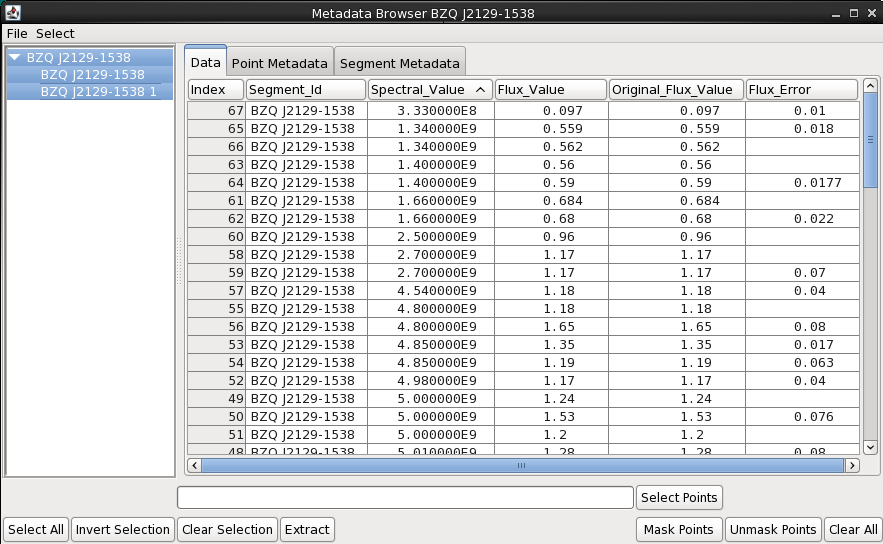 Metadata Browser BZQ J2129-1538
File Select
BZQ J2129-1538
BZQ J2129-1538
BZQ J2129-1538 1
Data Point Metadata Segment Metadata
Index Segment_Id Spectral_Value Flux_Value Original_Flux_Value Flux_Error
67 BZQ J2129-1538 3.330000E8 0.097 0.097 0.01
65 BZQ J2129-1538 1.340000E9 0.559 0.559 0.018
66 BZQ J2129-1538 1.340000E9 0.562 0.562
63 BZQ J2129-1538 1.400000E9 0.56 0.56
64 BZQ J2129-1538 1.400000E9 0.59 0.59 0.0177
61 BZQ J2129-1538 1.660000E9 0.684 0.684
62 BZQ J2129-1538 1.660000E9 0.68 0.68 0.022
60 BZQ J2129-1538 2.500000E9 0.96 0.96
58 BZQ J2129-1538 2.700000E9 1.17 1.17
59 BZQ J2129-1538 2.700000E9 1.17 1.17 0.07
57 BZQ J2129-1538 4.540000E9 1.18 1.18 0.04
55 BZQ J2129-1538 4.800000E9 1.18 1.18
56 BZQ J2129-1538 4.800000E9 1.65 1.65 0.08
53 BZQ J2129-1538 4.850000E9 1.35 1.35 0.017
54 BZQ J2129-1538 4.850000E9 1.19 1.19 0.063
52 BZQ J2129-1538 4.980000E9 1.17 1.17 0.04
49 BZQ J2129-1538 5.000000E9 1.24 1.24
50 BZQ J2129-1538 5.000000E9 1.53 1.53 0.076
51 BZQ J2129-1538 5.000000E9 1.2 1.2
48 BZQ J2129-1538 5.010000E9 1.28 1.28 0.08
Select Points
Select All Invert Selection Clear Selection Extract Mask Points Unmask Points Clear All